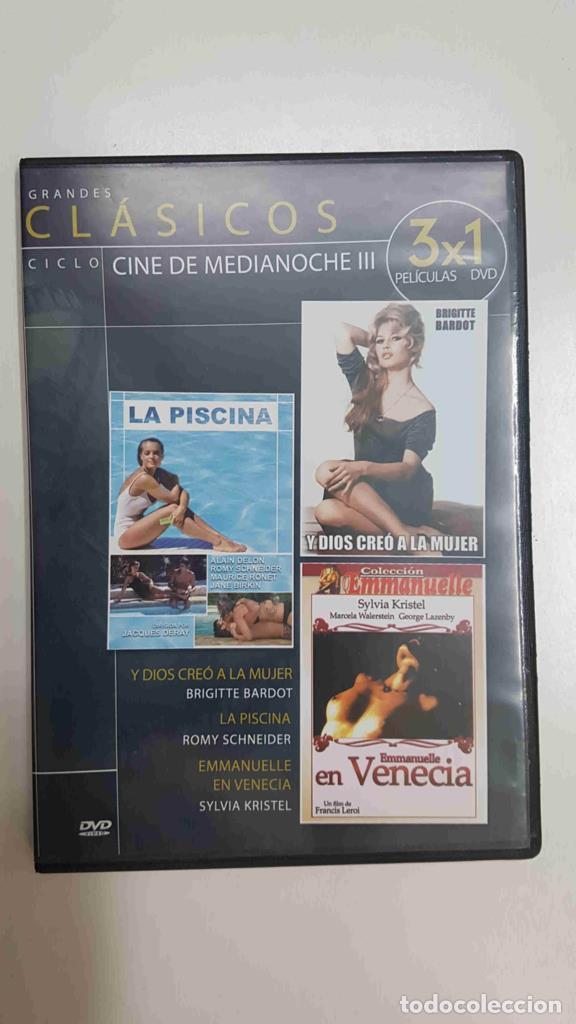 GRANDES
CLÁSICOS
CICLO CINE DE MEDIANOCHE III
3x1
PELÍCULAS DVD
BRIGITTE
BARDOT
Y DIOS CREÓ A LA MUJER
LA PISCINA
ALAIN DELON
ROMY SCHNEIDER
MAURICE RONET
JANE BIRKIN
DIRIGIDA POR
JACQUES DERAY
Colección
Emmanuelle
Sylvia Kristel
Marcela Walerstein George Lazenby
Emmanuelle
en Venecia
Un film de
Francis Leroi
Y DIOS CREÓ A LA MUJER
BRIGITTE BARDOT
LA PISCINA
ROMY SCHNEIDER
EMMANUELLE
EN VENECIA
SYLVIA KRISTEL
DVD
VIDEO
todocoleccion